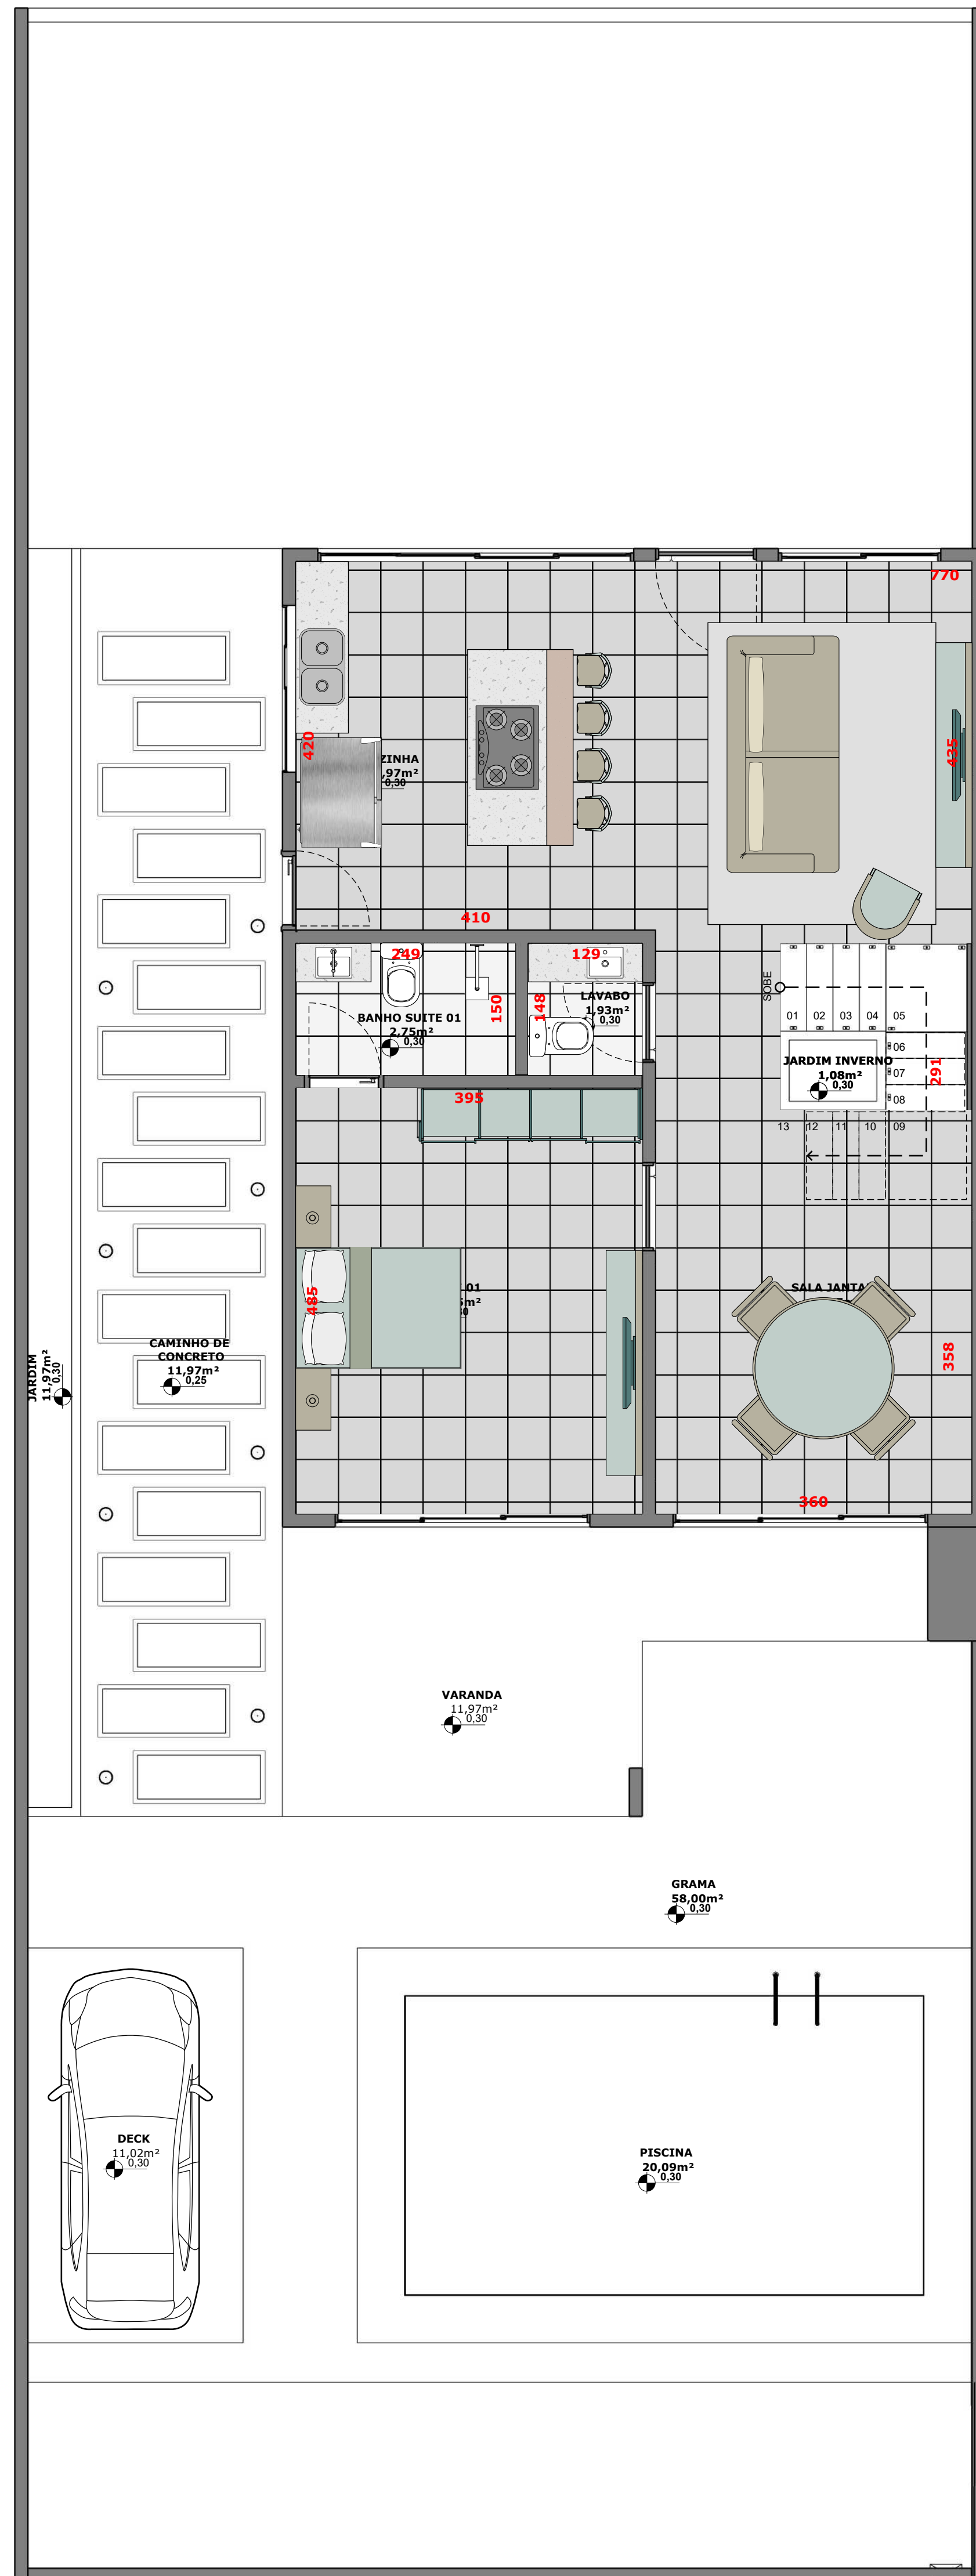 770
420
ZINHA
,97m²
0,30
435
410
249
129
150
148
BANHO SUITE 01
2,75m²
0,30
LAVABO
1,93m²
0,30
SOBE
01
02
03
04
05
06
07
08
JARDIM INVERNO
1,08m²
0,30
291
13
12
11
10
09
395
485
01
m²
SALA JANTA
358
360
JARDIM
11,97m²
0,30
CAMINHO DE
CONCRETO
11,97m²
0,25
VARANDA
11,97m²
0,30
GRAMA
58,00m²
0,30
DECK
11,02m²
0,30
PISCINA
20,09m²
0,30